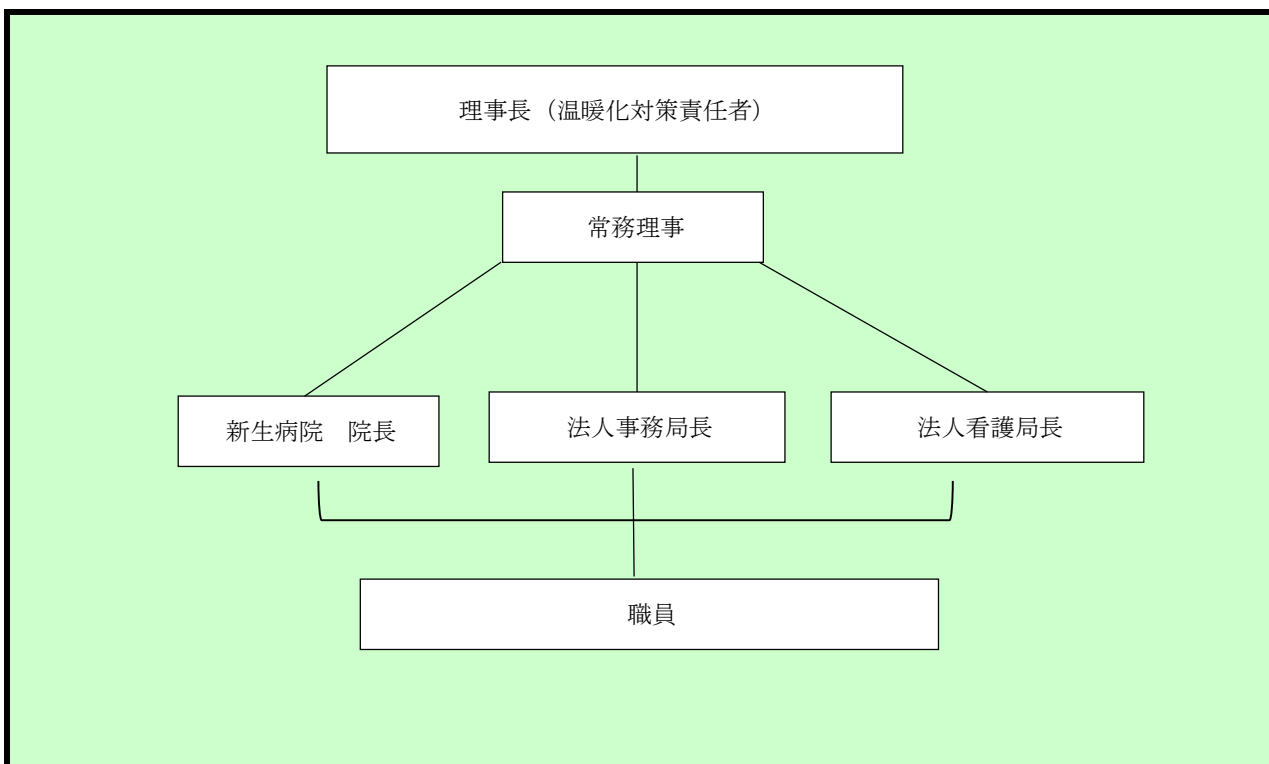 理事長（温暖化対策責任者）
常務理事
新生病院　院長
法人事務局長
法人看護局長
職員